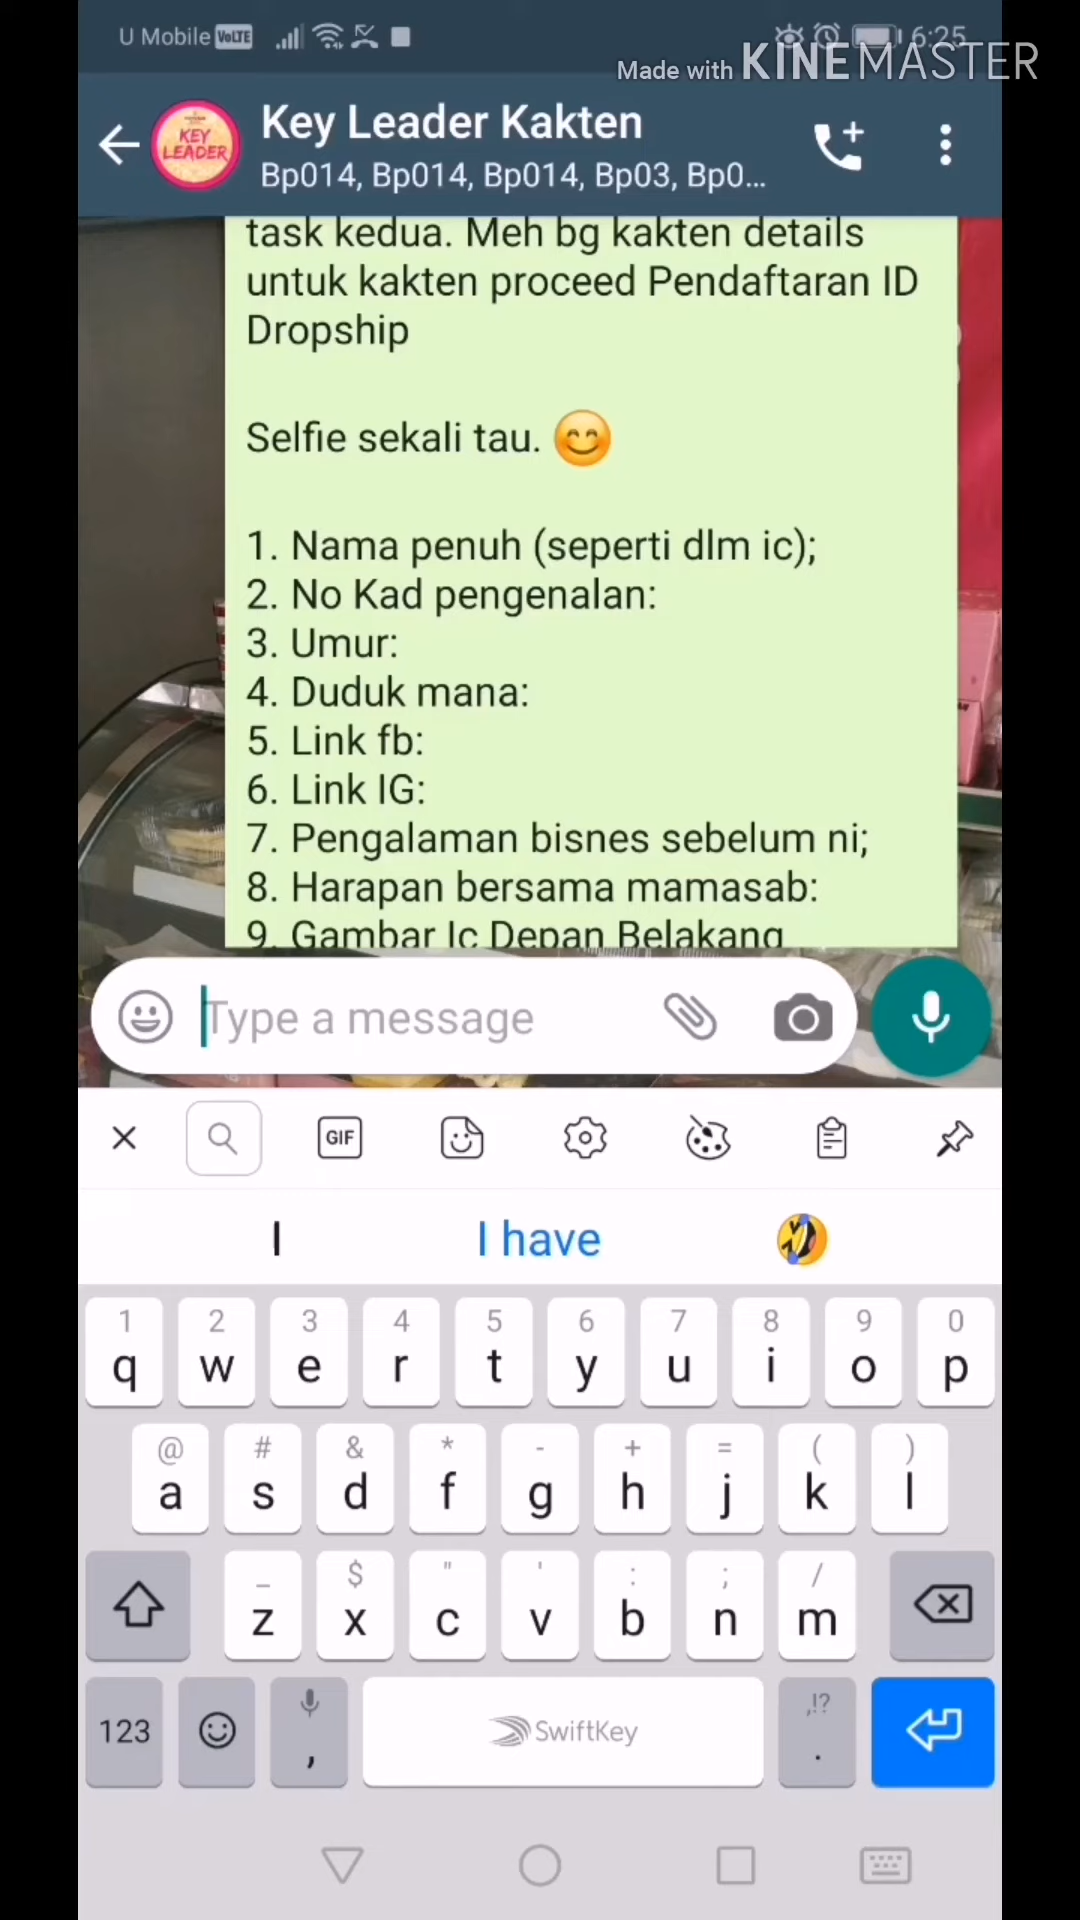 U Mobile VoLTE
6:25
Made with KINEMASTER
KEY
LEADER
Key Leader Kakten
Bp014, Bp014, Bp014, Bp03, Bp0...
task kedua. Meh bg kakten details
untuk kakten proceed Pendaftaran ID
Dropship
Selfie sekali tau. 😊
1. Nama penuh (seperti dlm ic);
2. No Kad pengenalan:
3. Umur:
4. Duduk mana:
5. Link fb:
6. Link IG:
7. Pengalaman bisnes sebelum ni;
8. Harapan bersama mamasab:
9. Gambar Ic Depan Belakang
Type a message
GIF
I I have 🤣
1 2 3 4 5 6 7 8 9 0
q w e r t y u i o p
@ # & * - + = ( )
a s d f g h j k l
_ $ " ' : ; /
z x c v b n m
123 , SwiftKey ,!? .